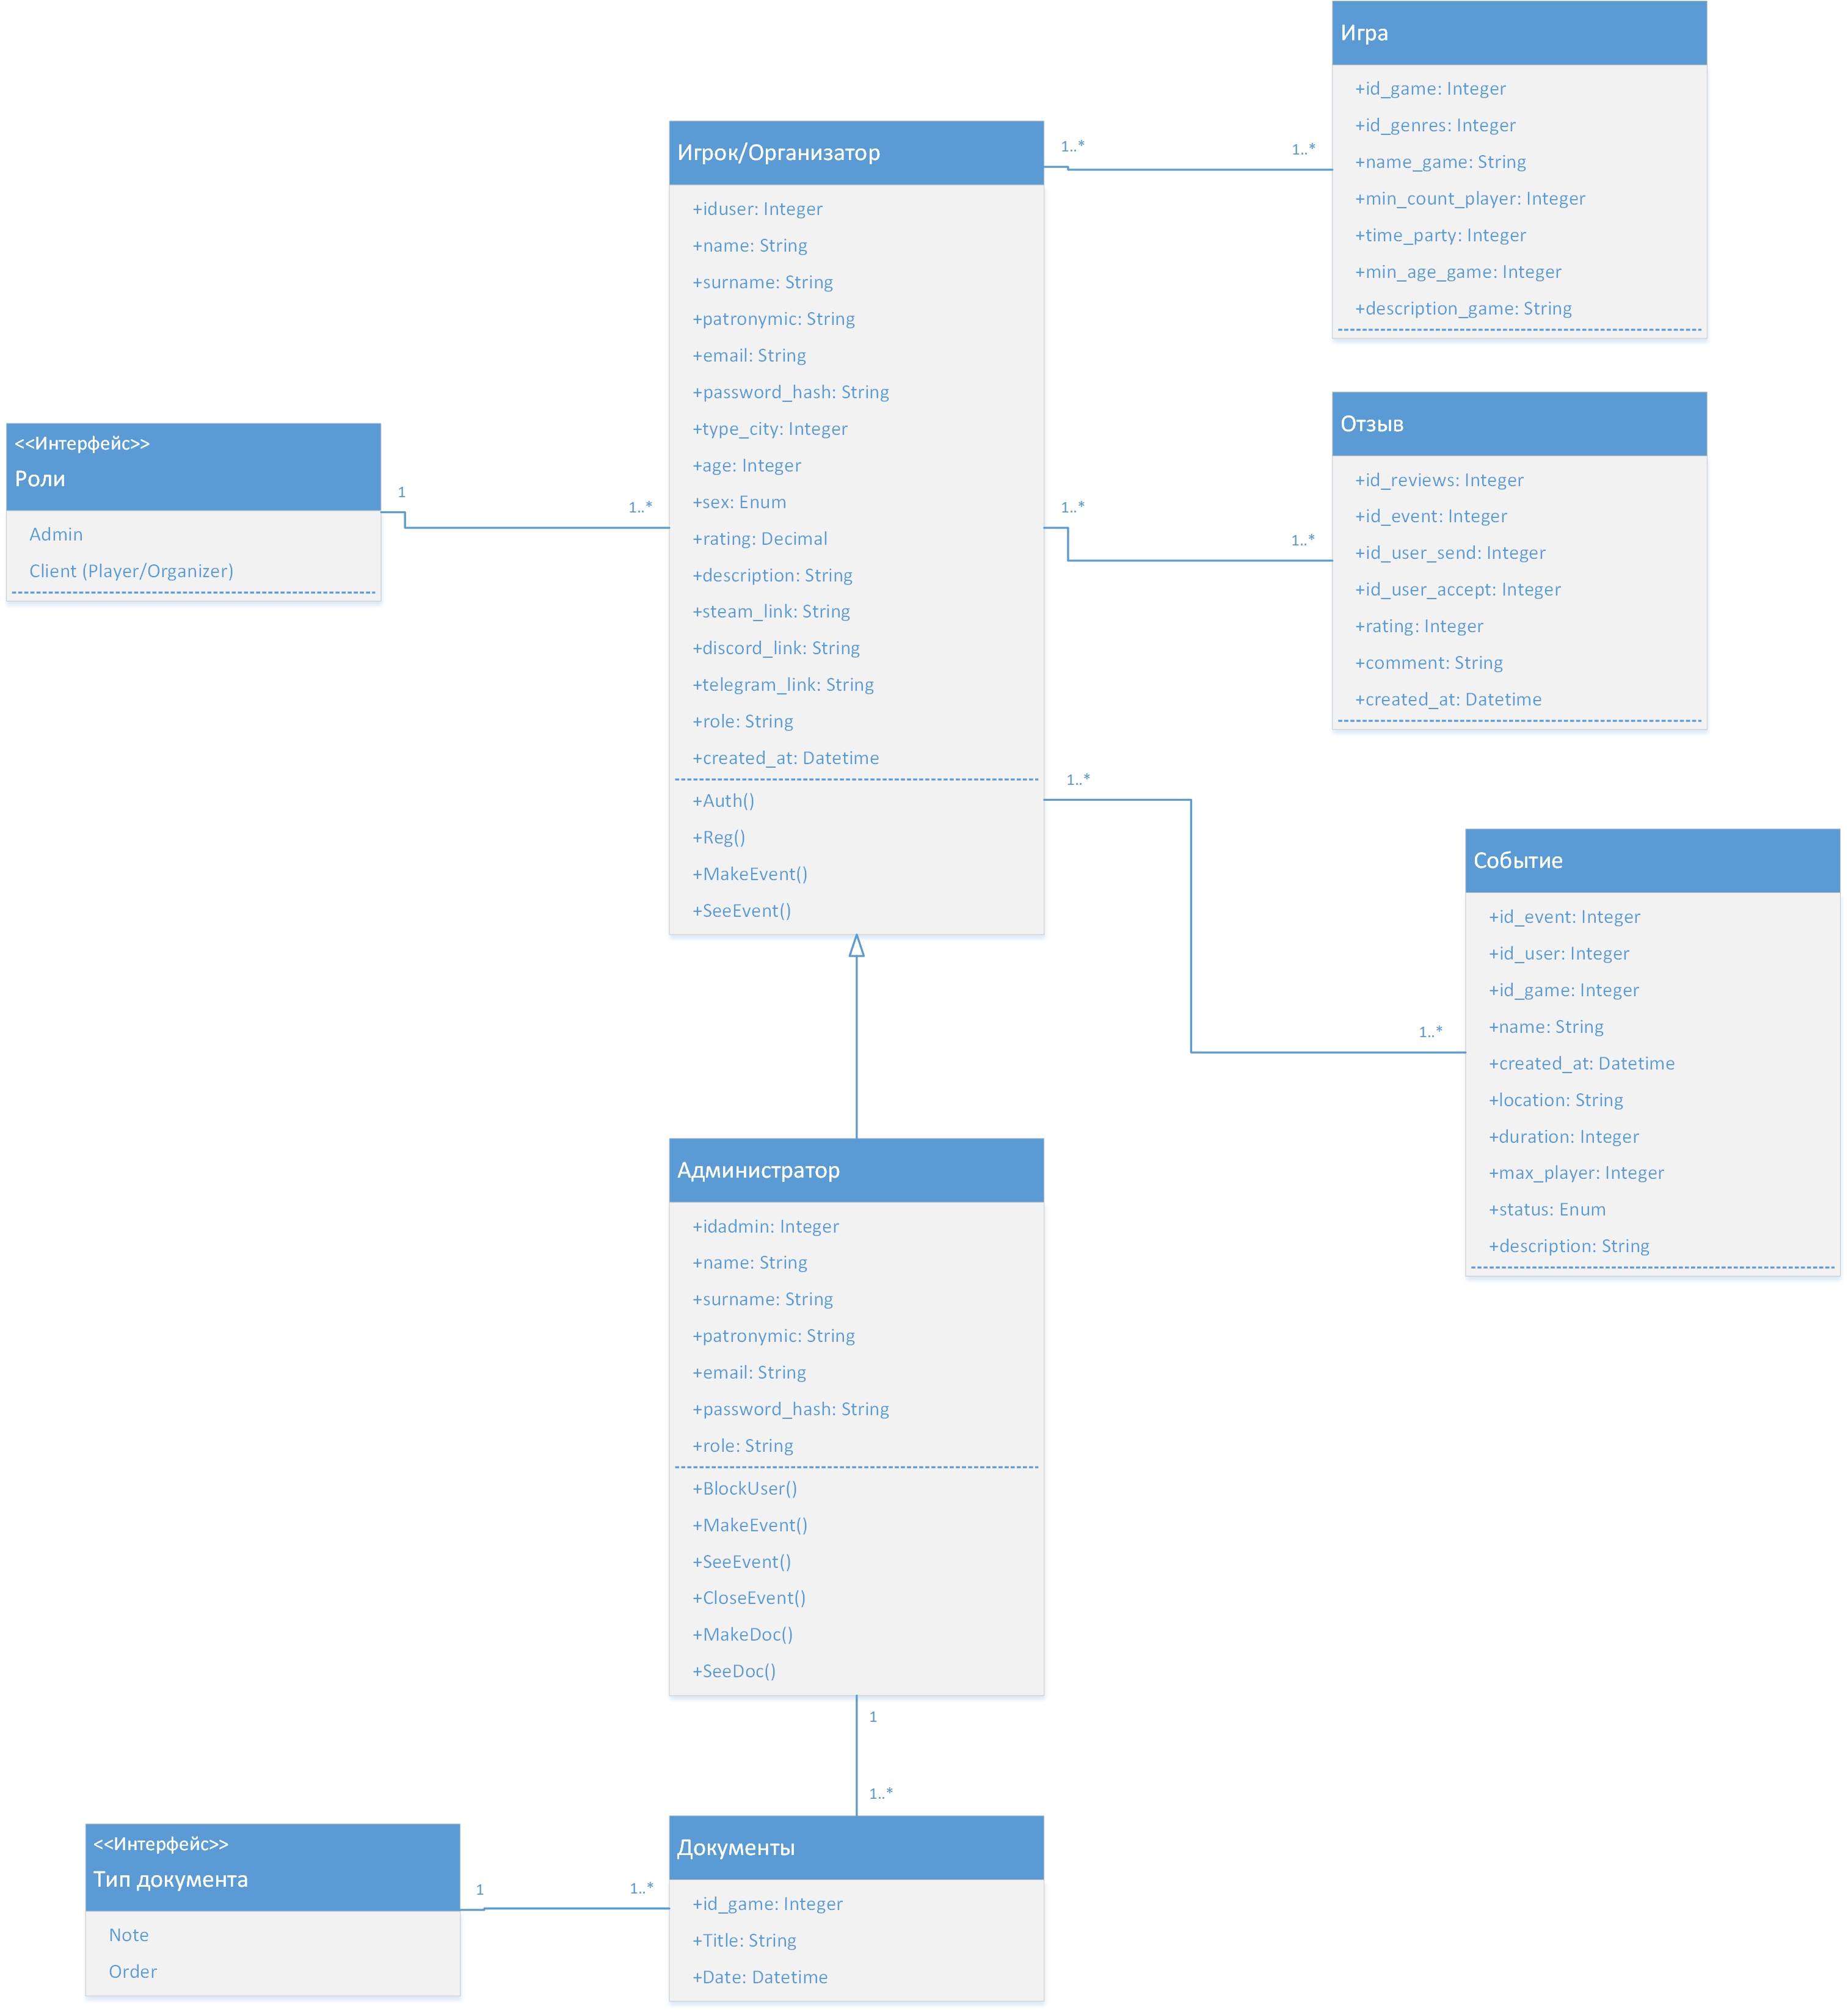 Игра
+id_game: Integer
+id_genres: Integer
+name_game: String
+min_count_player: Integer
+time_party: Integer
+min_age_game: Integer
+description_game: String
Игрок/Организатор
+iduser: Integer
+name: String
+surname: String
+patronymic: String
+email: String
+password_hash: String
+type_city: Integer
+age: Integer
+sex: Enum
+rating: Decimal
+description: String
+steam_link: String
+discord_link: String
+telegram_link: String
+role: String
+created_at: Datetime
+Auth()
+Reg()
+MakeEvent()
+SeeEvent()
1..*
1..*
<<Интерфейс>>
Роли
Admin
Client (Player/Organizer)
1
1..*
Отзыв
+id_reviews: Integer
+id_event: Integer
+id_user_send: Integer
+id_user_accept: Integer
+rating: Integer
+comment: String
+created_at: Datetime
1..*
1..*
1..*
1..*
Событие
+id_event: Integer
+id_user: Integer
+id_game: Integer
+name: String
+created_at: Datetime
+location: String
+duration: Integer
+max_player: Integer
+status: Enum
+description: String
Администратор
+idadmin: Integer
+name: String
+surname: String
+patronymic: String
+email: String
+password_hash: String
+role: String
+BlockUser()
+MakeEvent()
+SeeEvent()
+CloseEvent()
+MakeDoc()
+SeeDoc()
1
1..*
<<Интерфейс>>
Тип документа
Note
Order
1
1..*
Документы
+id_game: Integer
+Title: String
+Date: Datetime